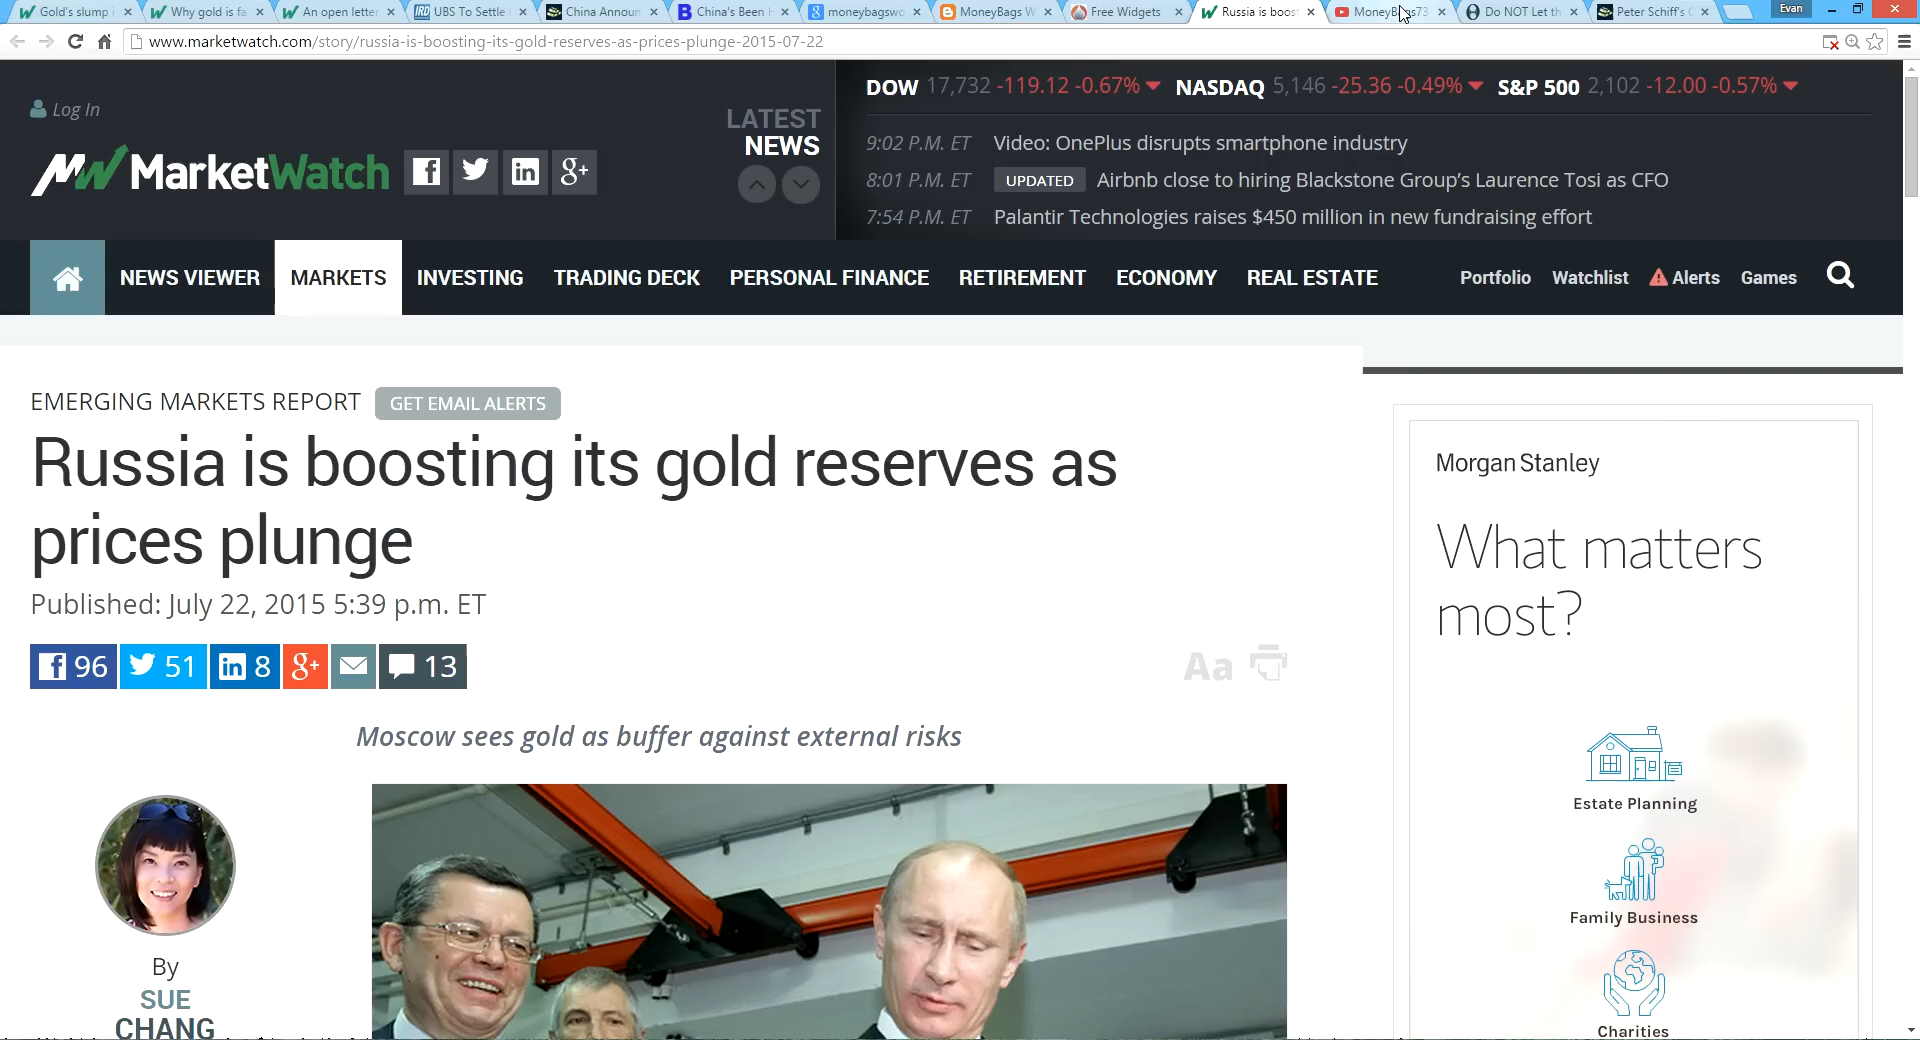 Gold's slump i
Why gold is fa
An open letter
UBS To Settle
China Announ
China's Been
moneybagswo
MoneyBags W
Free Widgets
Russia is boost
MoneyBags73
Do NOT Let th
Peter Schiff's
Evan
www.marketwatch.com/story/russia-is-boosting-its-gold-reserves-as-prices-plunge-2015-07-22
Log In
MarketWatch
LATEST
NEWS
DOW 17,732 -119.12 -0.67% NASDAQ 5,146 -25.36 -0.49% S&P 500 2,102 -12.00 -0.57%
9:02 P.M. ET Video: OnePlus disrupts smartphone industry
8:01 P.M. ET UPDATED Airbnb close to hiring Blackstone Group's Laurence Tosi as CFO
7:54 P.M. ET Palantir Technologies raises $450 million in new fundraising effort
NEWS VIEWER MARKETS INVESTING TRADING DECK PERSONAL FINANCE RETIREMENT ECONOMY REAL ESTATE Portfolio Watchlist Alerts Games
EMERGING MARKETS REPORT GET EMAIL ALERTS
Russia is boosting its gold reserves as
prices plunge
Published: July 22, 2015 5:39 p.m. ET
96 51 8 g+ 13
Aa
Moscow sees gold as buffer against external risks
By
SUE
CHANG
Morgan Stanley
What matters
most?
Estate Planning
Family Business
Charities